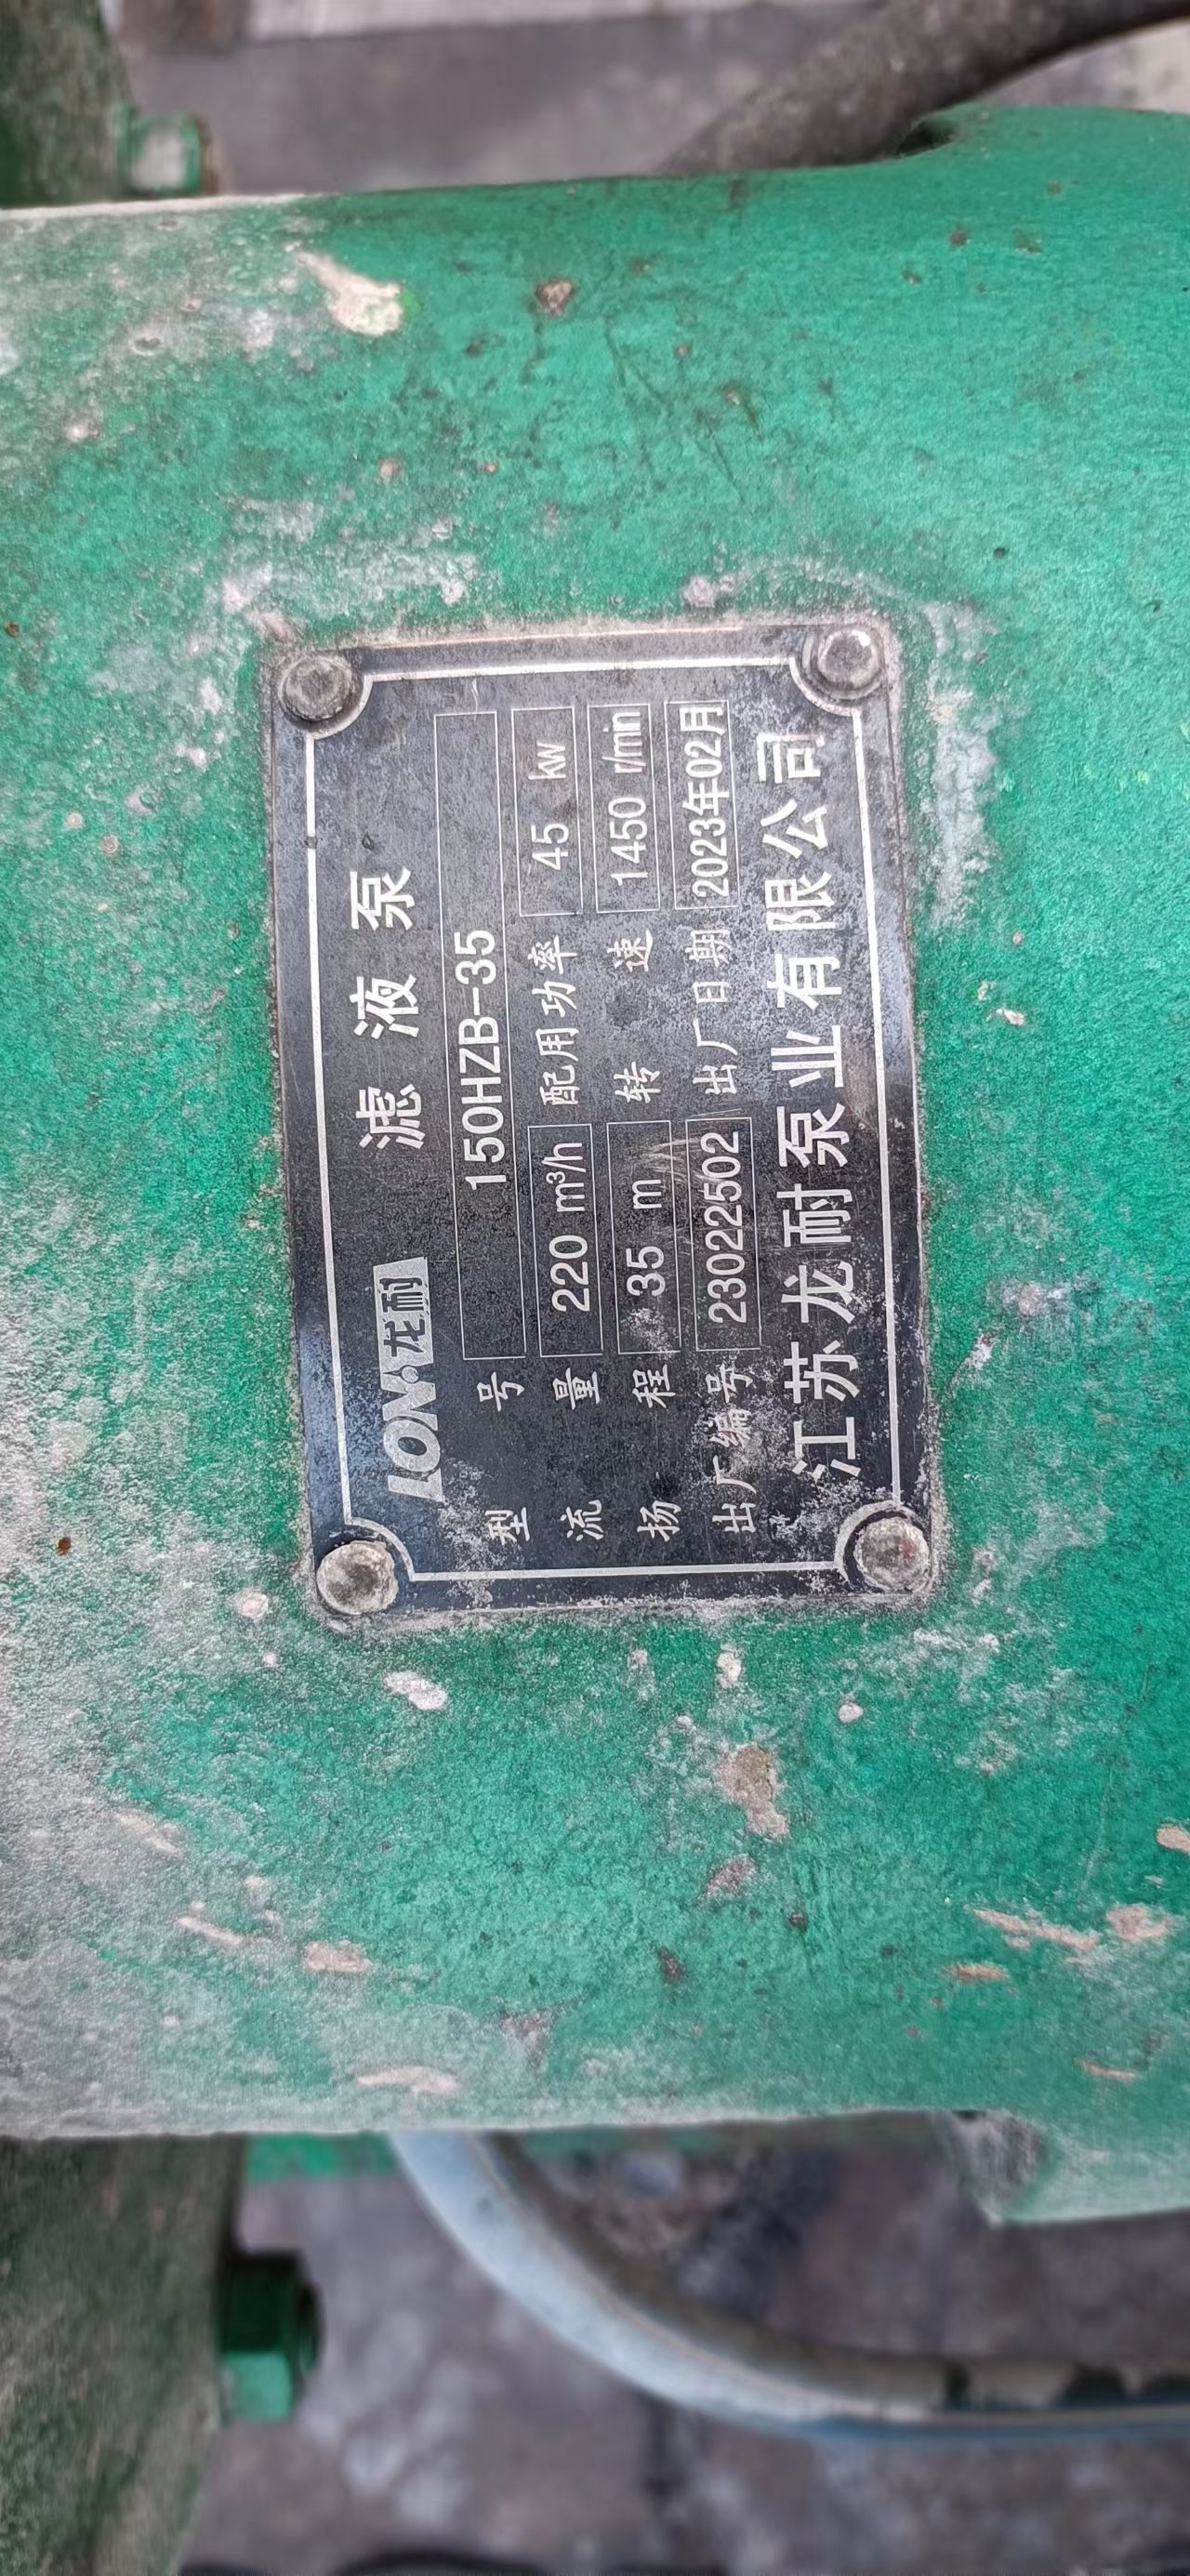 LON·龙耐 滤液泵
型号 150HZB-35
流量 220 m³/h 配用功率 45 kw
扬程 35 m 转速 1450 r/min
出厂编号 23022502 出厂日期 2023年02月
江苏龙耐泵业有限公司